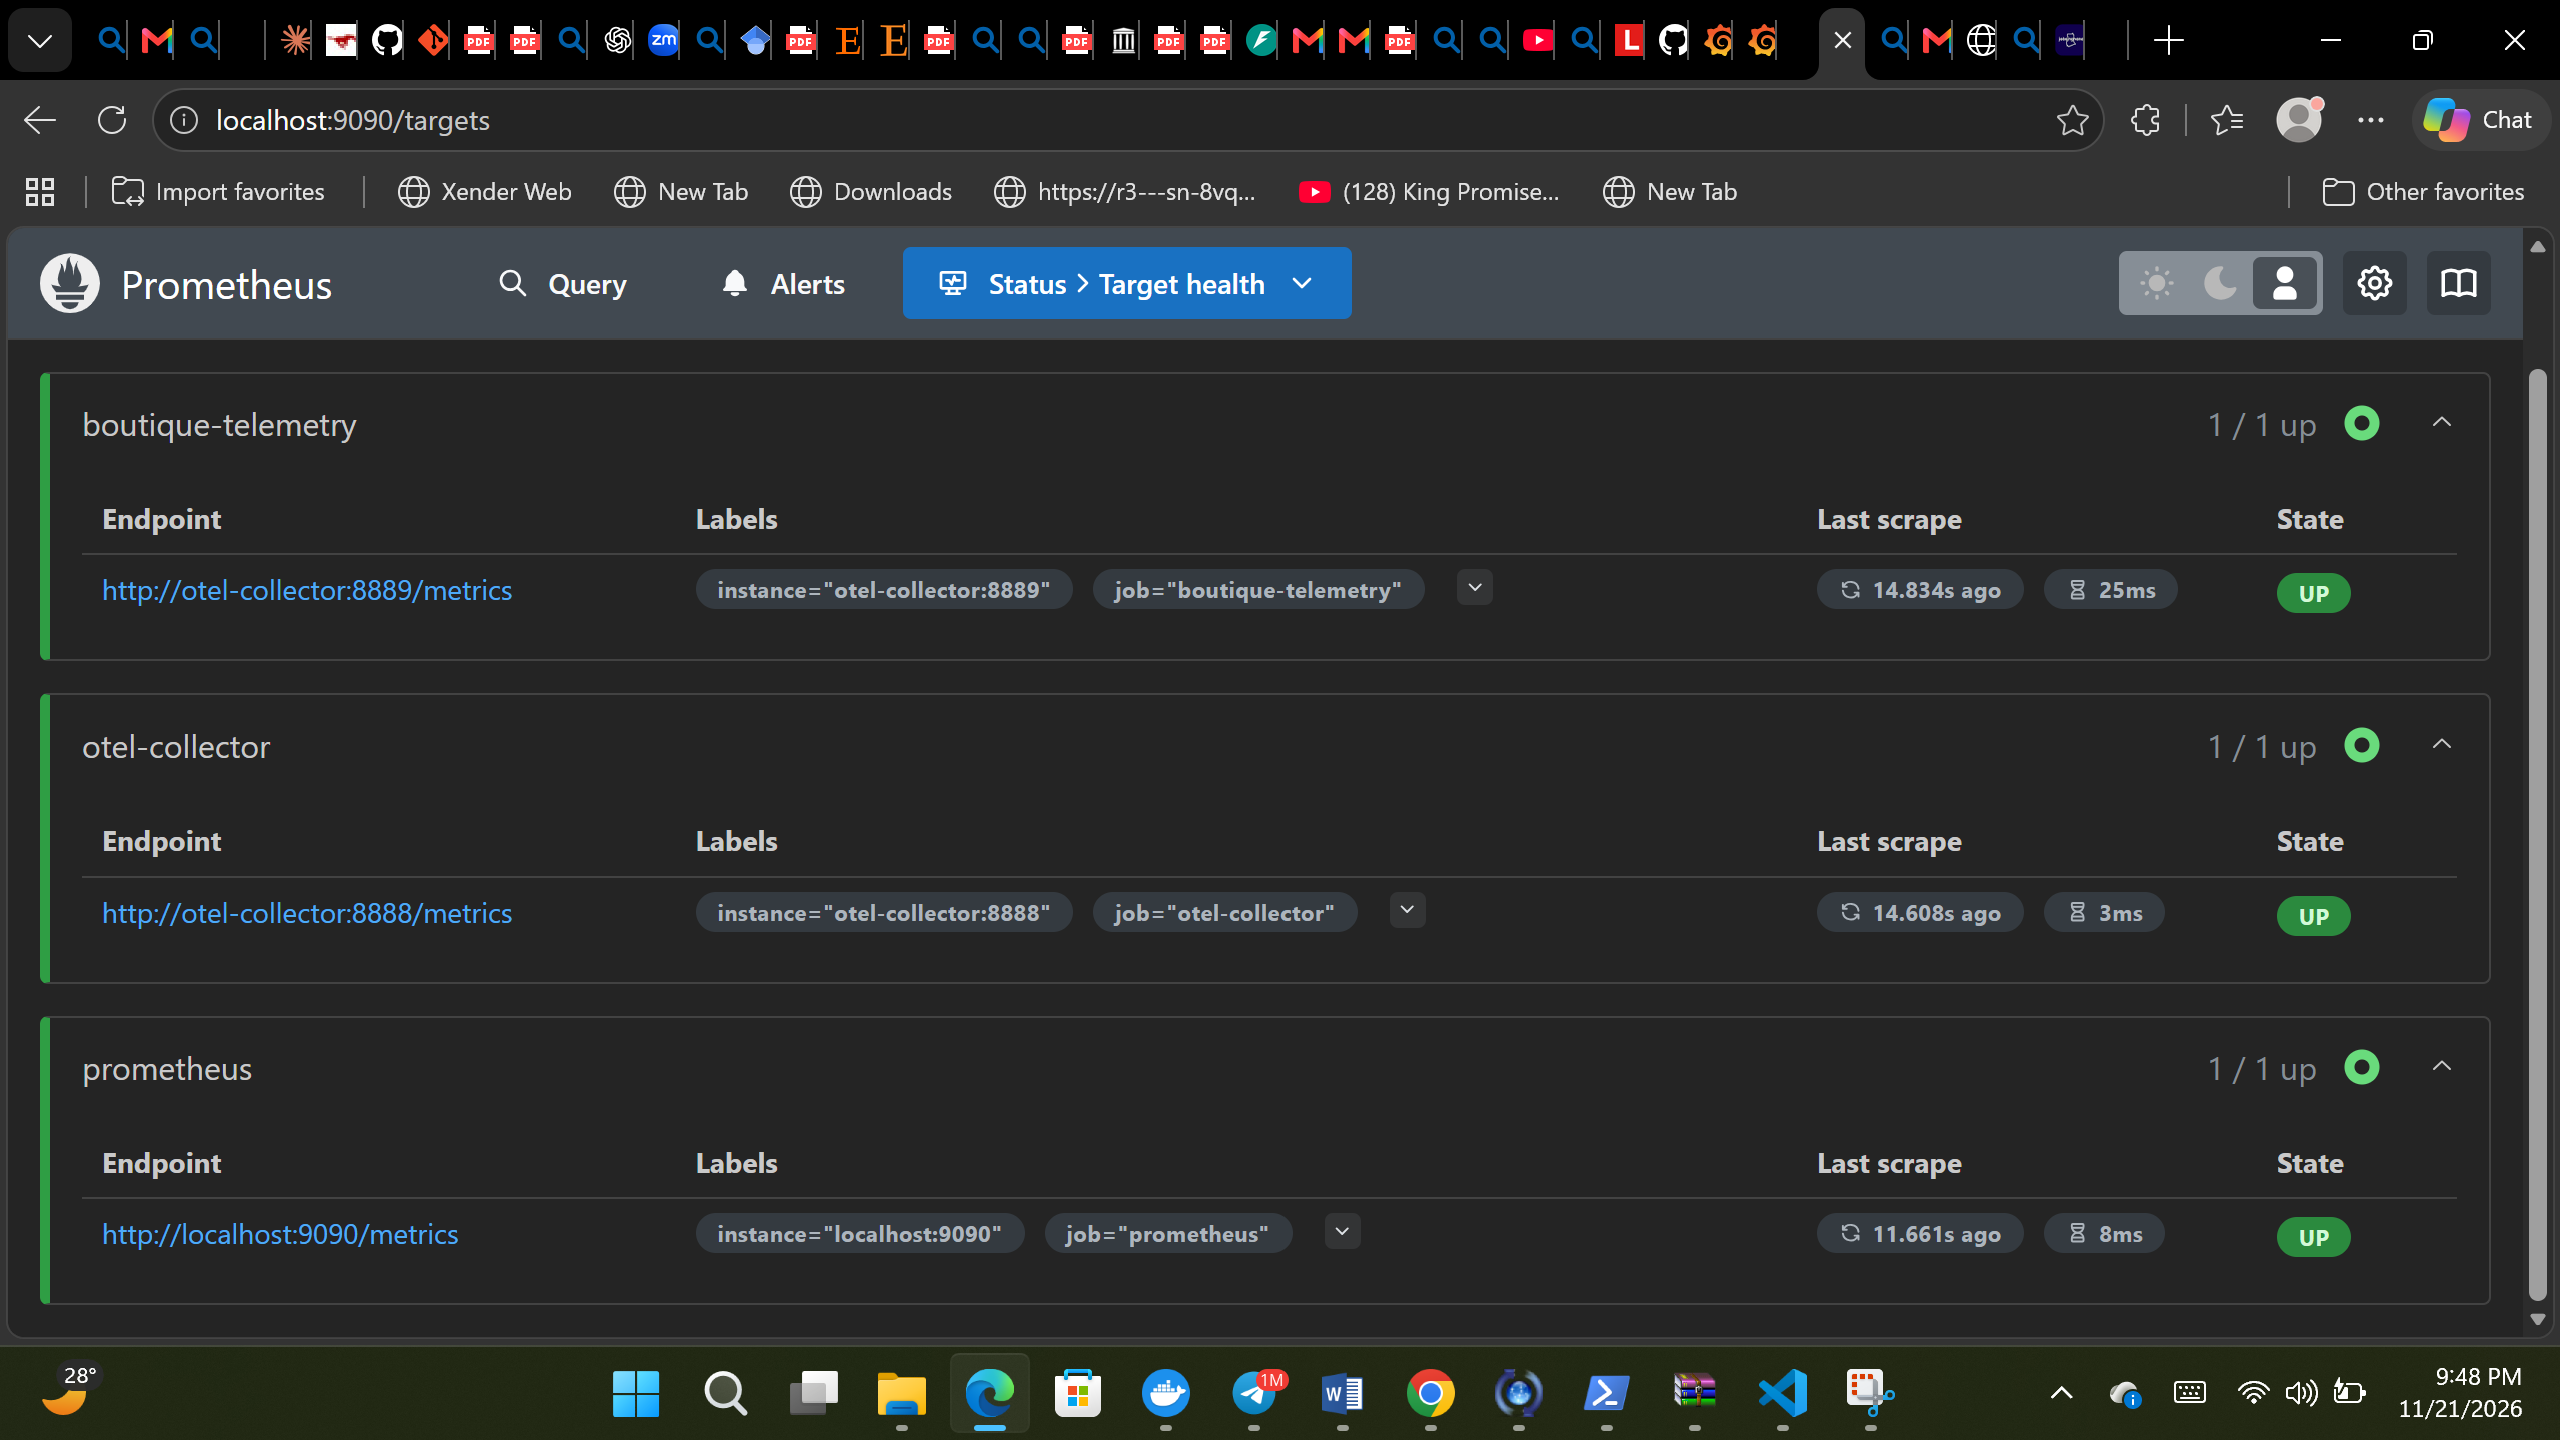 localhost:9090/targets
Chat
Import favorites
Xender Web
New Tab
Downloads
https://r3---sn-8vq...
(128) King Promise...
New Tab
Other favorites
Prometheus
Query
Alerts
Status > Target health
boutique-telemetry
1 / 1 up
Endpoint Labels Last scrape State
http://otel-collector:8889/metrics instance="otel-collector:8889" job="boutique-telemetry" 14.834s ago 25ms UP
otel-collector
1 / 1 up
Endpoint Labels Last scrape State
http://otel-collector:8888/metrics instance="otel-collector:8888" job="otel-collector" 14.608s ago 3ms UP
prometheus
1 / 1 up
Endpoint Labels Last scrape State
http://localhost:9090/metrics instance="localhost:9090" job="prometheus" 11.661s ago 8ms UP
28°
1M
9:48 PM
11/21/2026